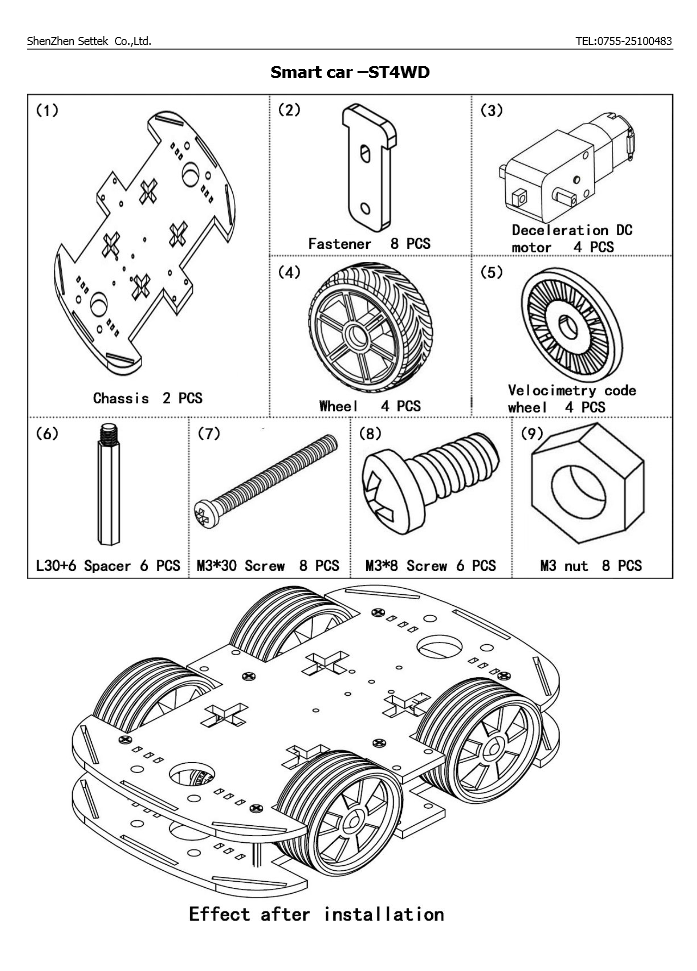 ShenZhen Settek Co.,Ltd. TEL:0755-25100483
Smart car –ST4WD
(1)
Chassis 2 PCS
(2)
Fastener 8 PCS
(3)
Deceleration DC
motor 4 PCS
(4)
Wheel 4 PCS
(5)
Velocimetry code
wheel 4 PCS
(6)
L30+6 Spacer 6 PCS
(7)
M3*30 Screw 8 PCS
(8)
M3*8 Screw 6 PCS
(9)
M3 nut 8 PCS
Effect after installation